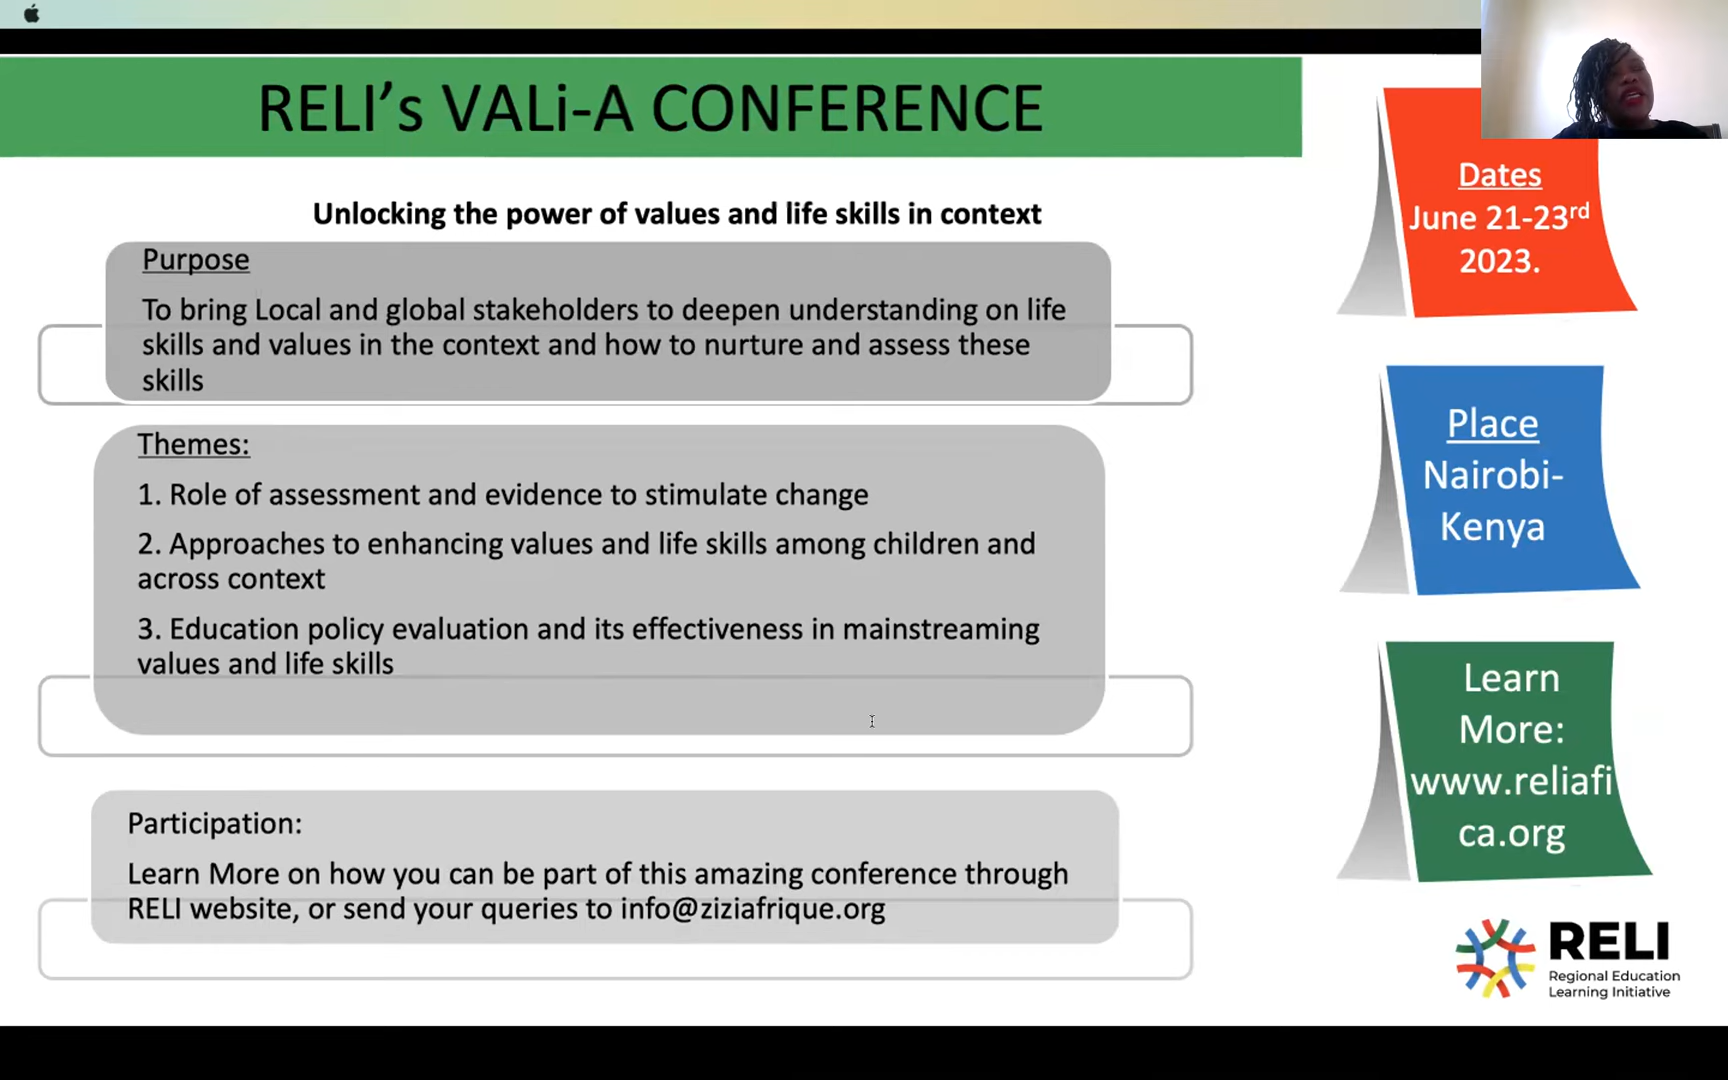 RELI’s VALi-A CONFERENCE
Unlocking the power of values and life skills in context
Purpose
To bring Local and global stakeholders to deepen understanding on life
skills and values in the context and how to nurture and assess these
skills
Themes:
1. Role of assessment and evidence to stimulate change
2. Approaches to enhancing values and life skills among children and
across context
3. Education policy evaluation and its effectiveness in mainstreaming
values and life skills
Participation:
Learn More on how you can be part of this amazing conference through
RELI website, or send your queries to info@ziziafrique.org
Dates
June 21-23rd
2023.
Place
Nairobi-
Kenya
Learn
More:
www.reliafi
ca.org
RELI
Regional Education
Learning Initiative